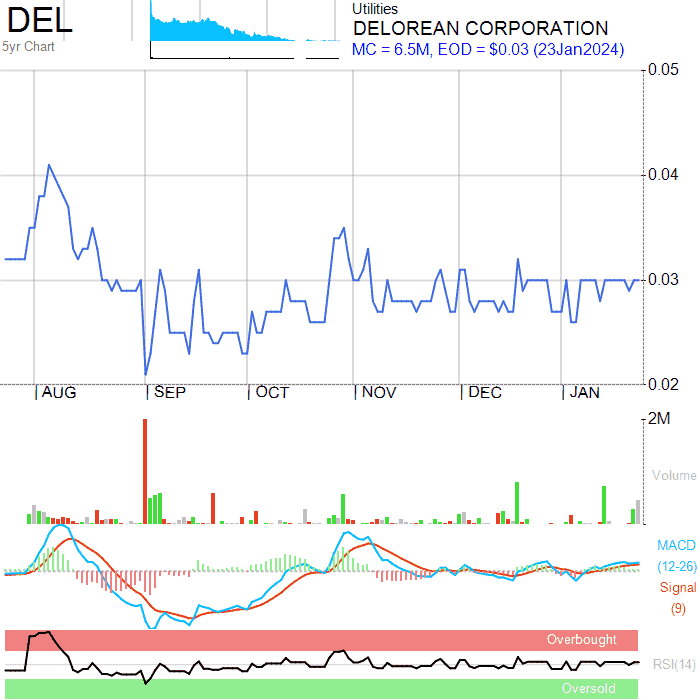 DEL
5yr Chart
Utilities
DELOREAN CORPORATION
MC = 6.5M, EOD = $0.03 (23Jan2024)
0.05
0.04
0.03
0.02
AUG SEP OCT NOV DEC JAN
2M
Volume
MACD
(12-26)
Signal
(9)
Overbought
RSI(14)
Oversold